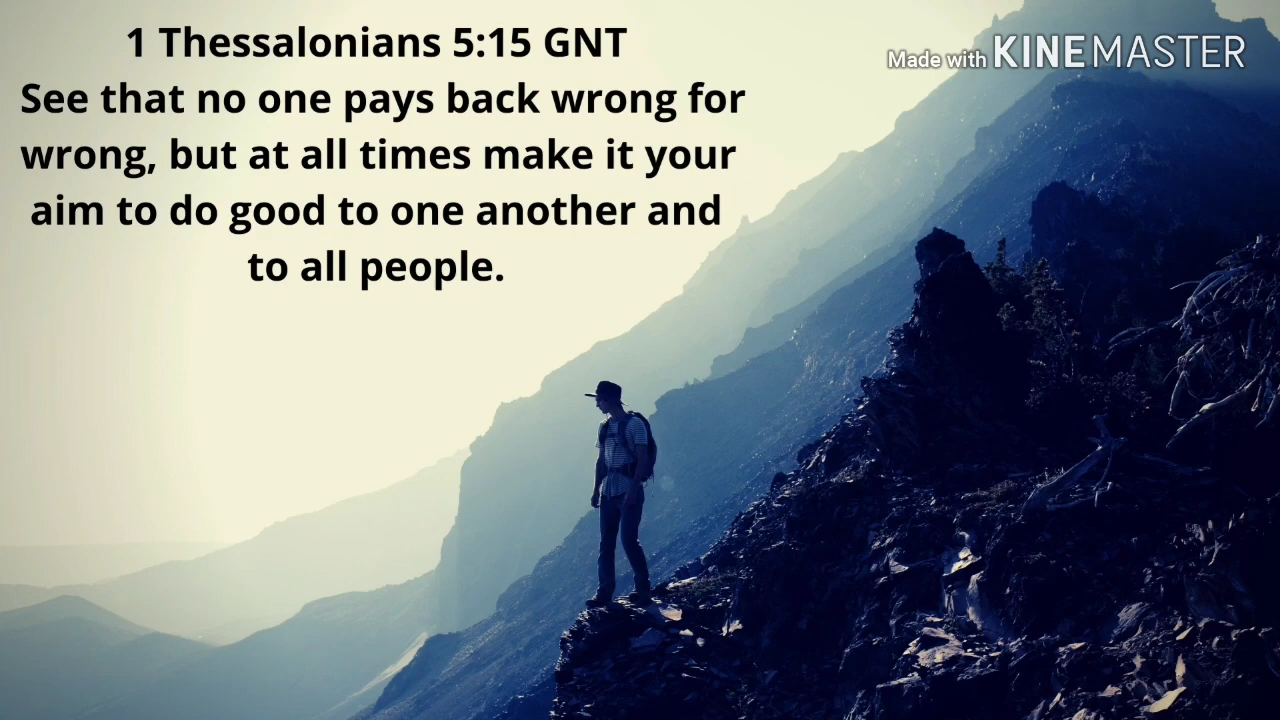 1 Thessalonians 5:15 GNT
See that no one pays back wrong for
wrong, but at all times make it your
aim to do good to one another and
to all people.
Made with KINEMASTER